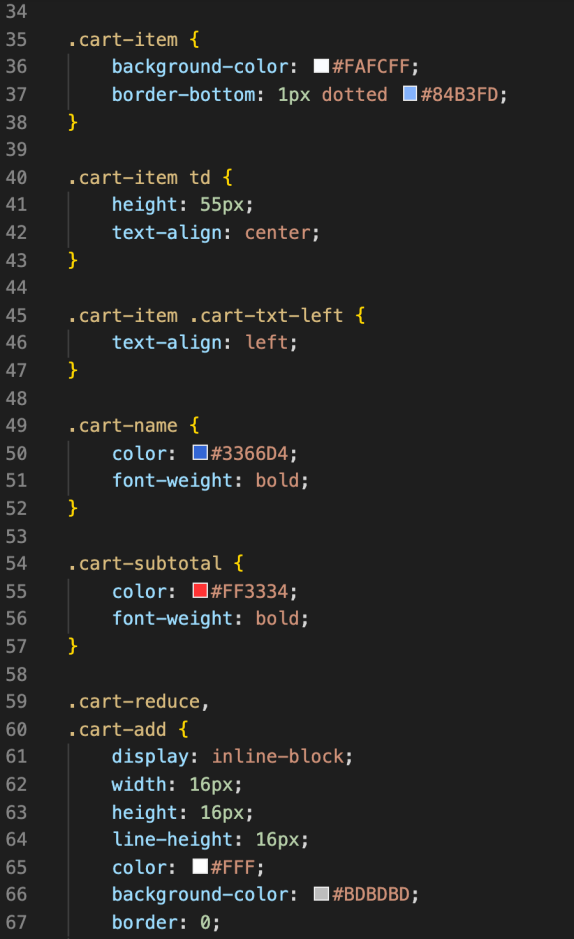 34
35 .cart-item {
36 background-color: #FAFCFF;
37 border-bottom: 1px dotted #84B3FD;
38 }
39
40 .cart-item td {
41 height: 55px;
42 text-align: center;
43 }
44
45 .cart-item .cart-txt-left {
46 text-align: left;
47 }
48
49 .cart-name {
50 color: #3366D4;
51 font-weight: bold;
52 }
53
54 .cart-subtotal {
55 color: #FF3334;
56 font-weight: bold;
57 }
58
59 .cart-reduce,
60 .cart-add {
61 display: inline-block;
62 width: 16px;
63 height: 16px;
64 line-height: 16px;
65 color: #FFF;
66 background-color: #BDBDBD;
67 border: 0;